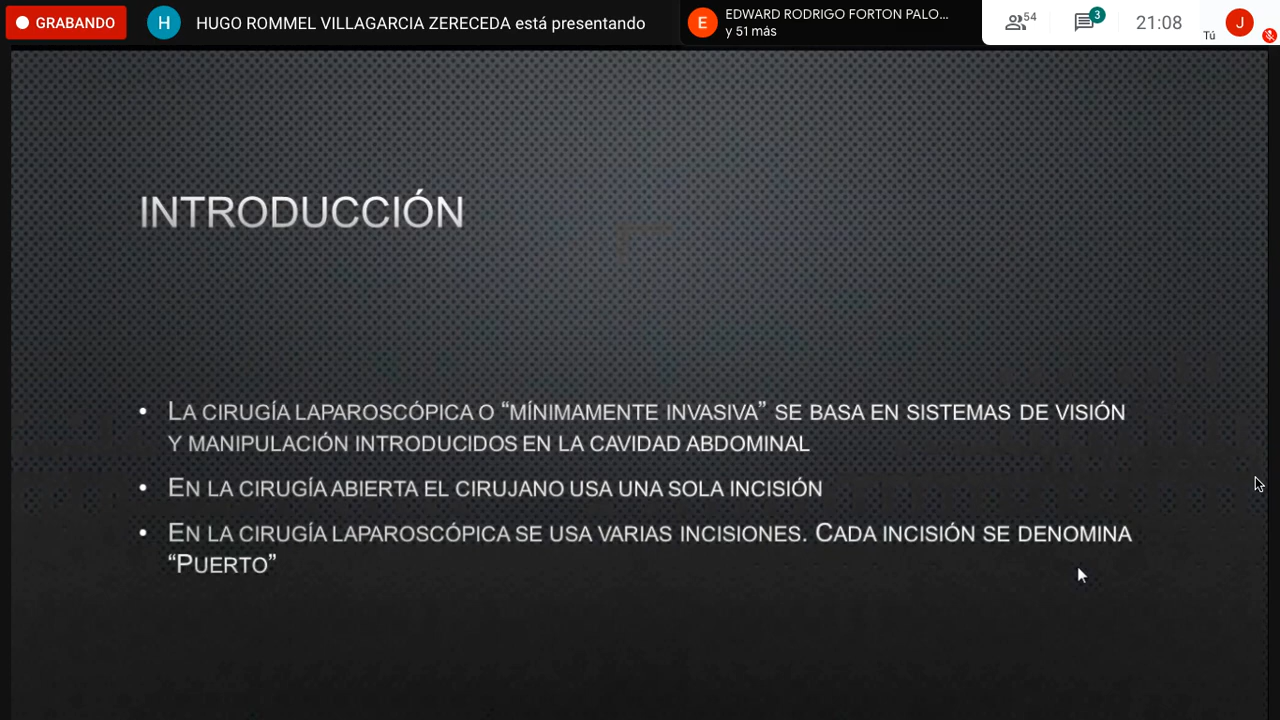 GRABANDO
H
HUGO ROMMEL VILLAGARCIA ZERECEDA está presentando
E
EDWARD RODRIGO FORTON PALO...
y 51 más
54
3
21:08
Tú
J
INTRODUCCIÓN
• LA CIRUGÍA LAPAROSCÓPICA O “MÍNIMAMENTE INVASIVA” SE BASA EN SISTEMAS DE VISIÓN
Y MANIPULACIÓN INTRODUCIDOS EN LA CAVIDAD ABDOMINAL
• EN LA CIRUGÍA ABIERTA EL CIRUJANO USA UNA SOLA INCISIÓN
• EN LA CIRUGÍA LAPAROSCÓPICA SE USA VARIAS INCISIONES. CADA INCISIÓN SE DENOMINA
“PUERTO”